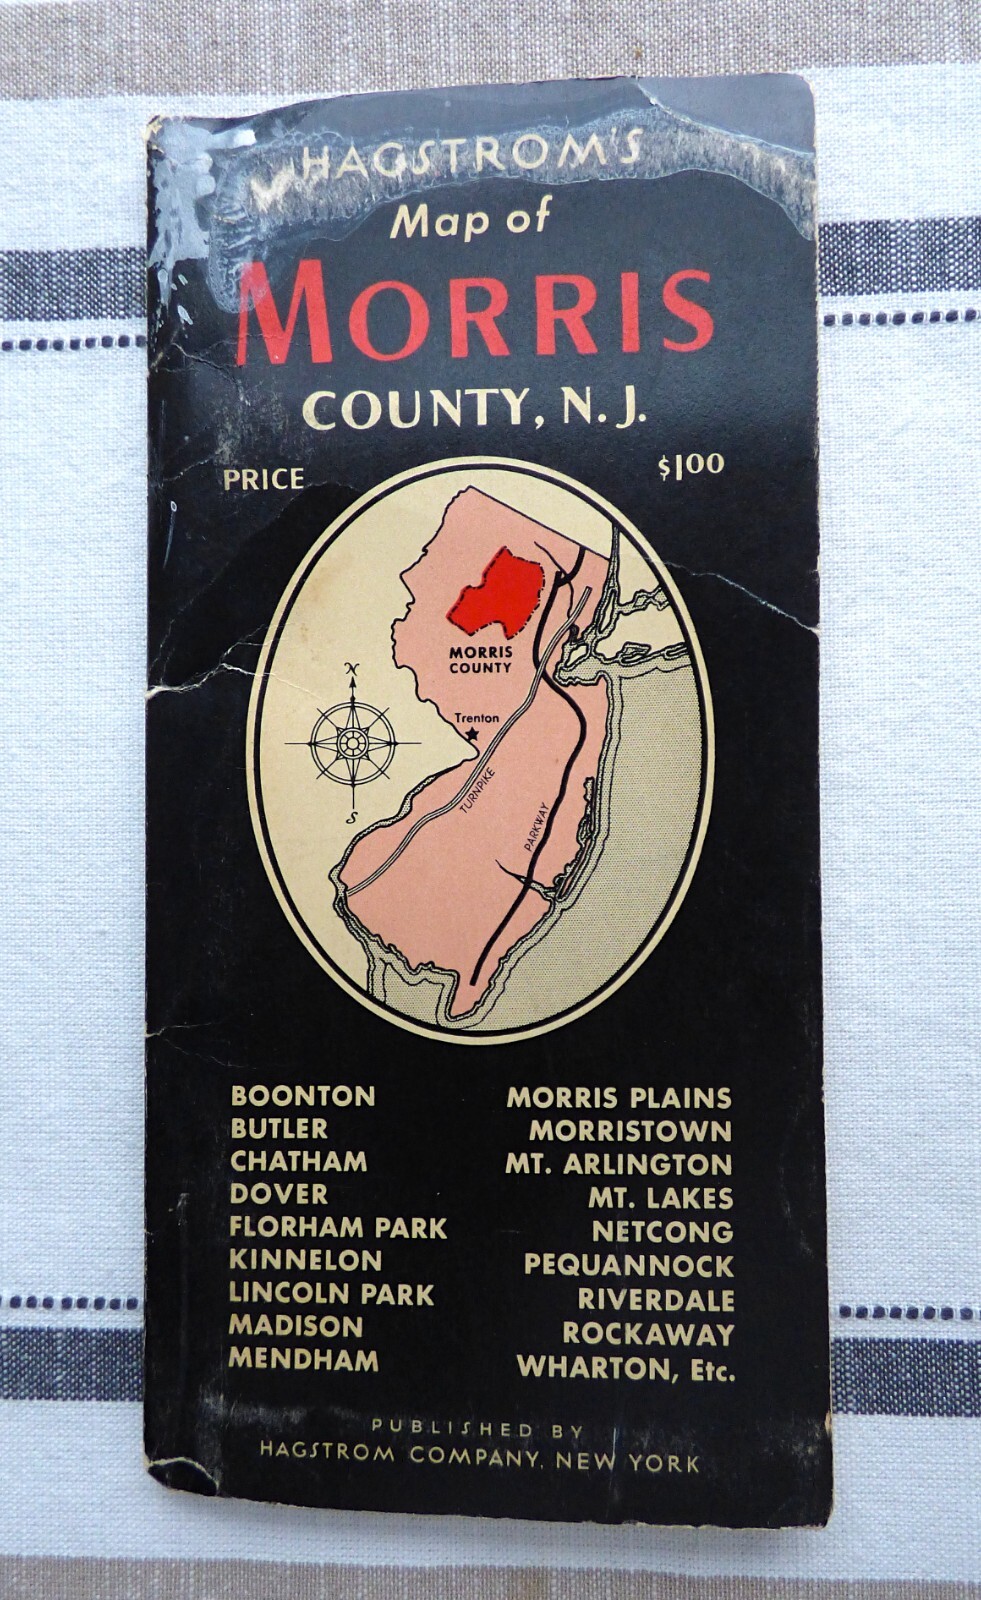 HAGSTROM'S
Map of
MORRIS
COUNTY, N. J.
PRICE $1.00
MORRIS
COUNTY
N
Trenton
S
TURNPIKE
PARKWAY
BOONTON MORRIS PLAINS
BUTLER MORRISTOWN
CHATHAM MT. ARLINGTON
DOVER MT. LAKES
FLORHAM PARK NETCONG
KINNELON PEQUANNOCK
LINCOLN PARK RIVERDALE
MADISON ROCKAWAY
MENDHAM WHARTON, Etc.
PUBLISHED BY
HAGSTROM COMPANY, NEW YORK